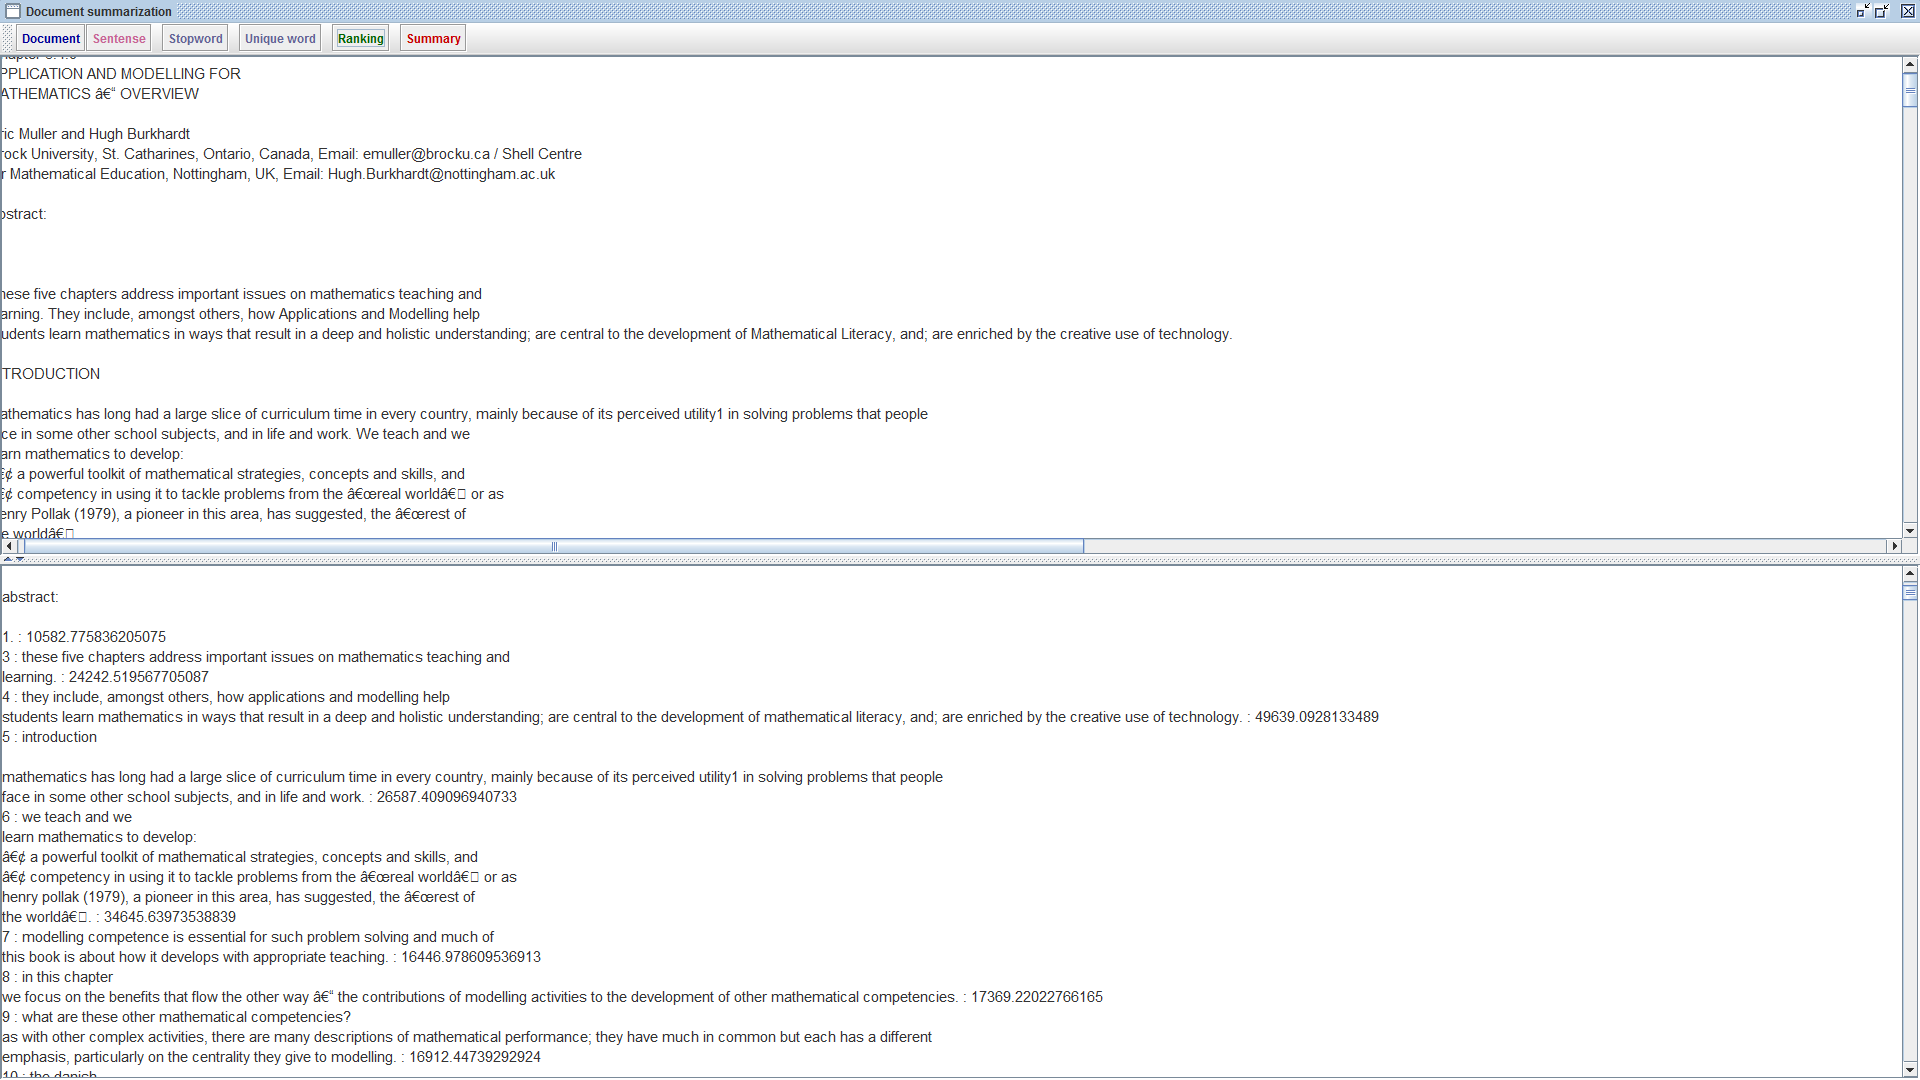 Document summarization
Document Sentense Stopword Unique word Ranking Summary
PPLICATION AND MODELLING FOR
ATHEMATICS â€“ OVERVIEW
ric Muller and Hugh Burkhardt
rock University, St. Catharines, Ontario, Canada, Email: emuller@brocku.ca / Shell Centre
r Mathematical Education, Nottingham, UK, Email: Hugh.Burkhardt@nottingham.ac.uk
ostract:
hese five chapters address important issues on mathematics teaching and
arning. They include, amongst others, how Applications and Modelling help
udents learn mathematics in ways that result in a deep and holistic understanding; are central to the development of Mathematical Literacy, and; are enriched by the creative use of technology.
TRODUCTION
athematics has long had a large slice of curriculum time in every country, mainly because of its perceived utility1 in solving problems that people
ce in some other school subjects, and in life and work. We teach and we
arn mathematics to develop:
€¢ a powerful toolkit of mathematical strategies, concepts and skills, and
€¢ competency in using it to tackle problems from the â€œreal worldâ€□ or as
enry Pollak (1979), a pioneer in this area, has suggested, the â€œrest of
e worldâ€□
abstract:
1. : 10582.775836205075
3 : these five chapters address important issues on mathematics teaching and
learning. : 24242.519567705087
4 : they include, amongst others, how applications and modelling help
students learn mathematics in ways that result in a deep and holistic understanding; are central to the development of mathematical literacy, and; are enriched by the creative use of technology. : 49639.0928133489
5 : introduction
mathematics has long had a large slice of curriculum time in every country, mainly because of its perceived utility1 in solving problems that people
face in some other school subjects, and in life and work. : 26587.409096940733
6 : we teach and we
learn mathematics to develop:
â€¢ a powerful toolkit of mathematical strategies, concepts and skills, and
â€¢ competency in using it to tackle problems from the â€œreal worldâ€□ or as
henry pollak (1979), a pioneer in this area, has suggested, the â€œrest of
the worldâ€□. : 34645.63973538839
7 : modelling competence is essential for such problem solving and much of
this book is about how it develops with appropriate teaching. : 16446.978609536913
8 : in this chapter
we focus on the benefits that flow the other way â€“ the contributions of modelling activities to the development of other mathematical competencies. : 17369.22022766165
9 : what are these other mathematical competencies?
as with other complex activities, there are many descriptions of mathematical performance; they have much in common but each has a different
emphasis, particularly on the centrality they give to modelling. : 16912.44739292924
10 : the danish